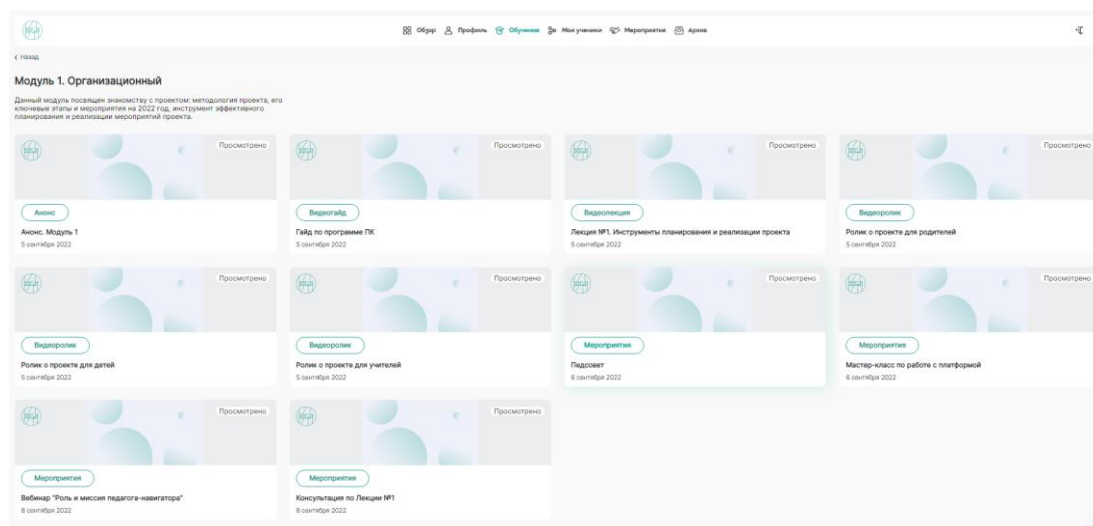 Обзор Профиль Обучение Мои ученики Мероприятия Архив
‹ Назад
Модуль 1. Организационный
Данный модуль посвящен знакомству с проектом: методология проекта, его
ключевые этапы и мероприятия на 2022 год, инструмент эффективного
планирования и реализации мероприятий проекта.
Просмотрено
Анонс
Анонс. Модуль 1
5 сентября 2022
Просмотрено
Видеогайд
Гайд по программе ПК
5 сентября 2022
Просмотрено
Видеолекция
Лекция №1. Инструменты планирования и реализации проекта
5 сентября 2022
Просмотрено
Видеоролик
Ролик о проекте для родителей
5 сентября 2022
Просмотрено
Видеоролик
Ролик о проекте для детей
5 сентября 2022
Просмотрено
Видеоролик
Ролик о проекте для учителей
5 сентября 2022
Просмотрено
Мероприятия
Педсовет
6 сентября 2022
Просмотрено
Мероприятия
Мастер-класс по работе с платформой
6 сентября 2022
Просмотрено
Мероприятия
Вебинар "Роль и миссия педагога-навигатора"
8 сентября 2022
Просмотрено
Мероприятия
Консультация по Лекции №1
8 сентября 2022